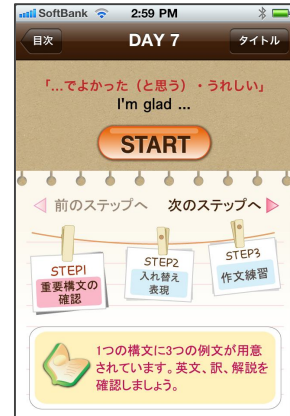 SoftBank 2:59 PM
目次 DAY 7 タイトル
「...でよかった（と思う）・うれしい」
I'm glad ...
START
前のステップへ 次のステップへ
STEP1
重要構文の
確認
STEP2
入れ替え
表現
STEP3
作文練習
1つの構文に3つの例文が用意
されています。英文、訳、解説を
確認しましょう。